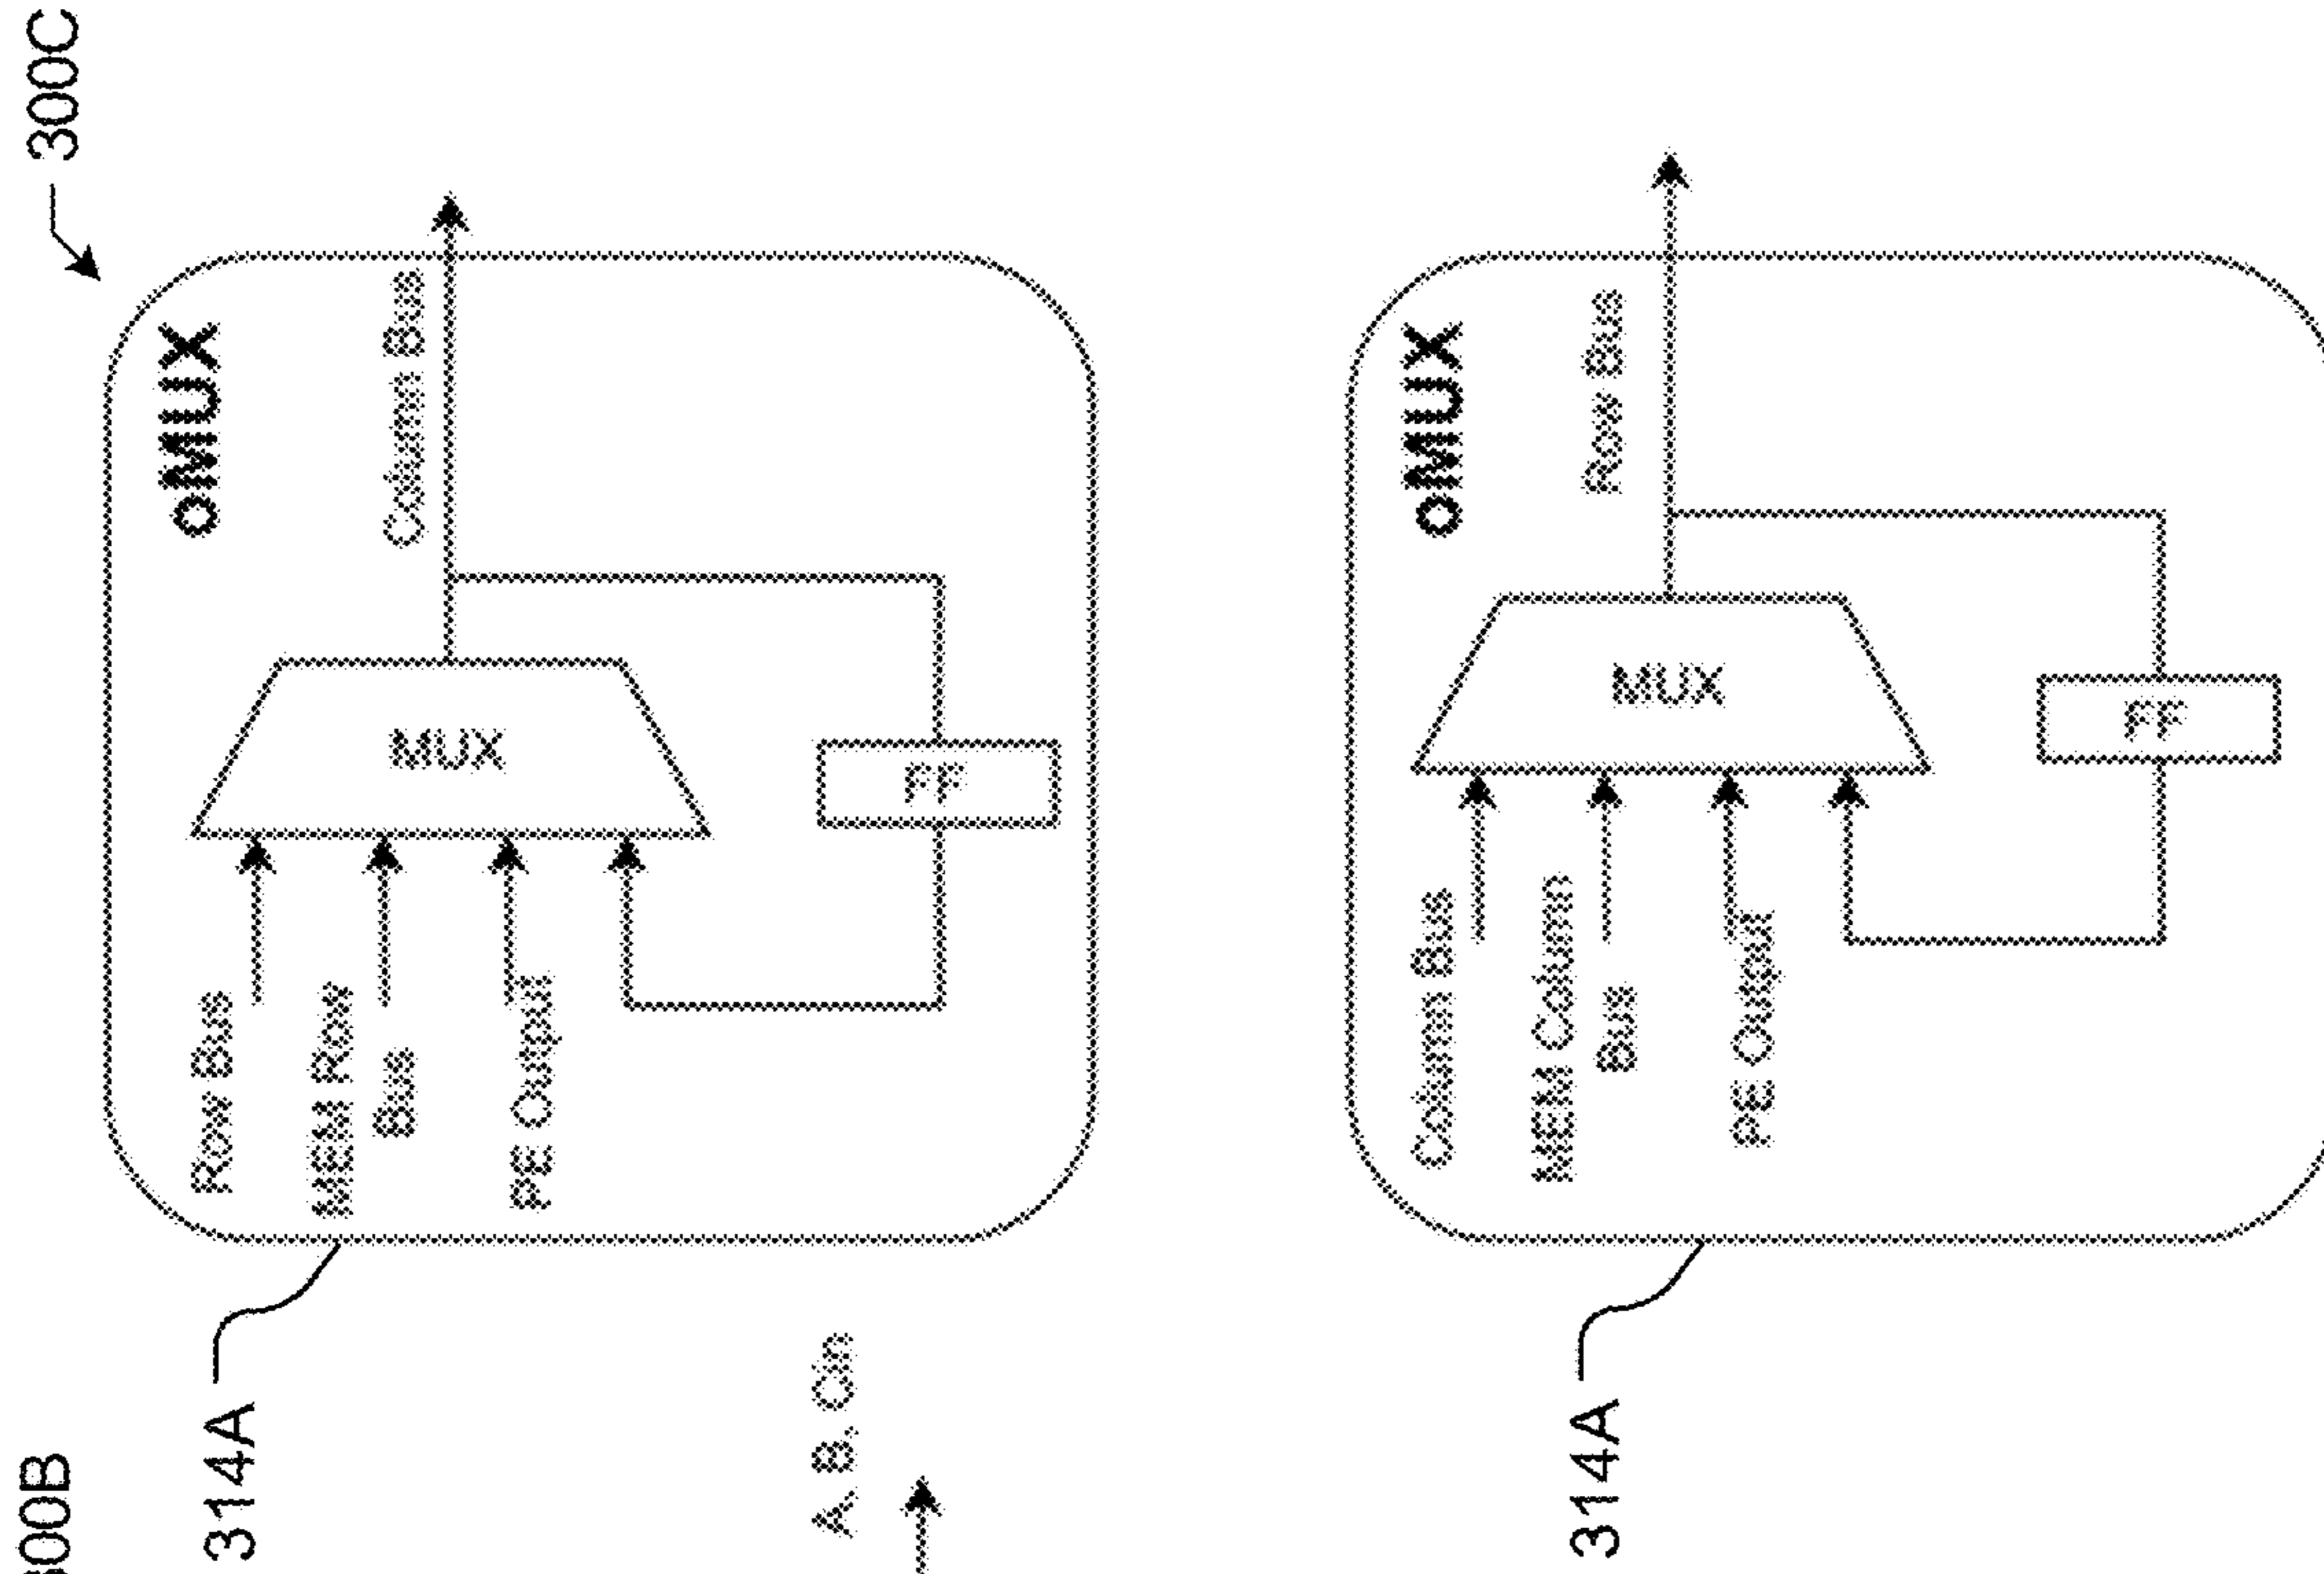 300B
300C
314A
oMUX
Row Bus
MEM Row
Bus
PE Output
MUX
Column Bus
FF
A, B, Cin
314A
oMUX
Column Bus
MEM Column
Bus
PE Output
MUX
Row Bus
FF